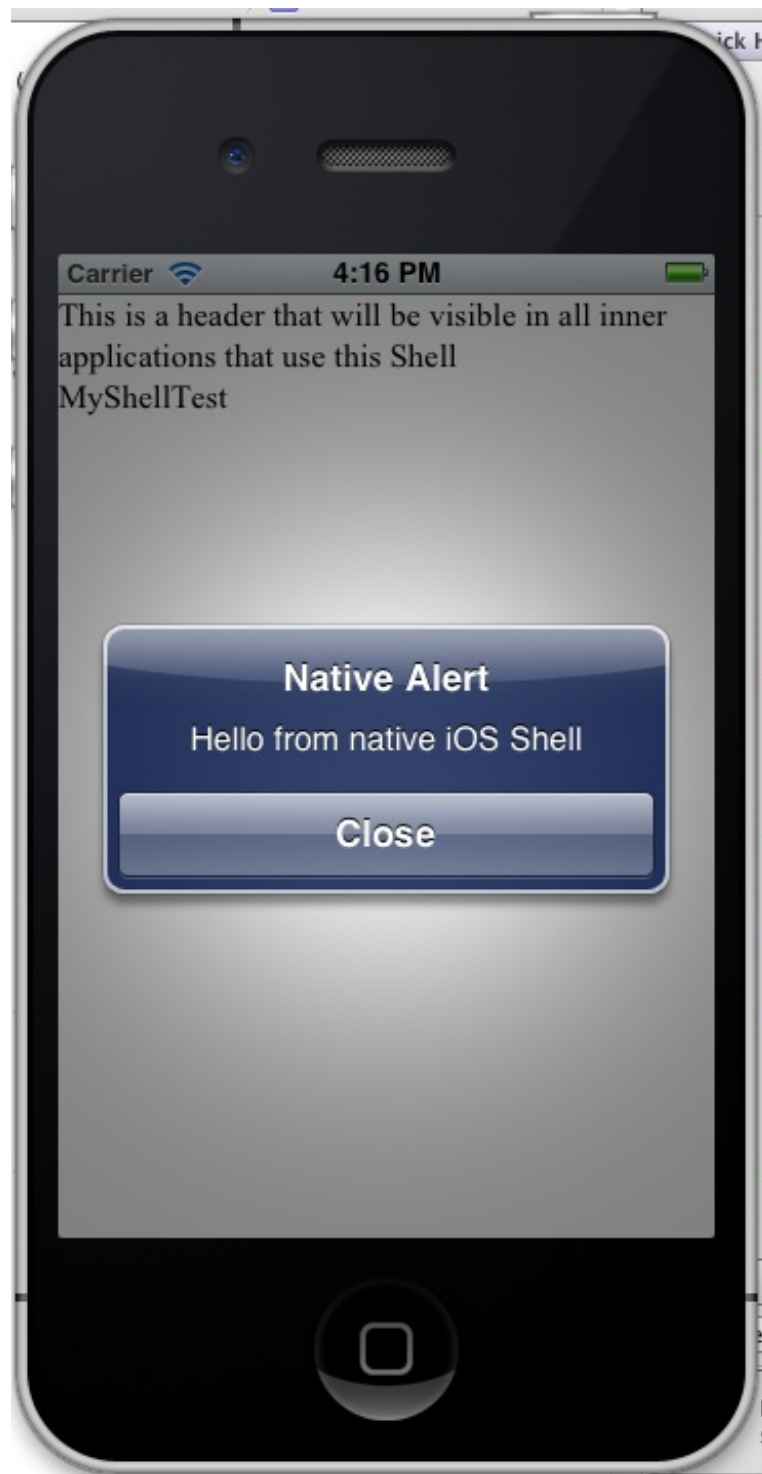 ick H
Carrier 4:16 PM
This is a header that will be visible in all inner
applications that use this Shell
MyShellTest
Native Alert
Hello from native iOS Shell
Close